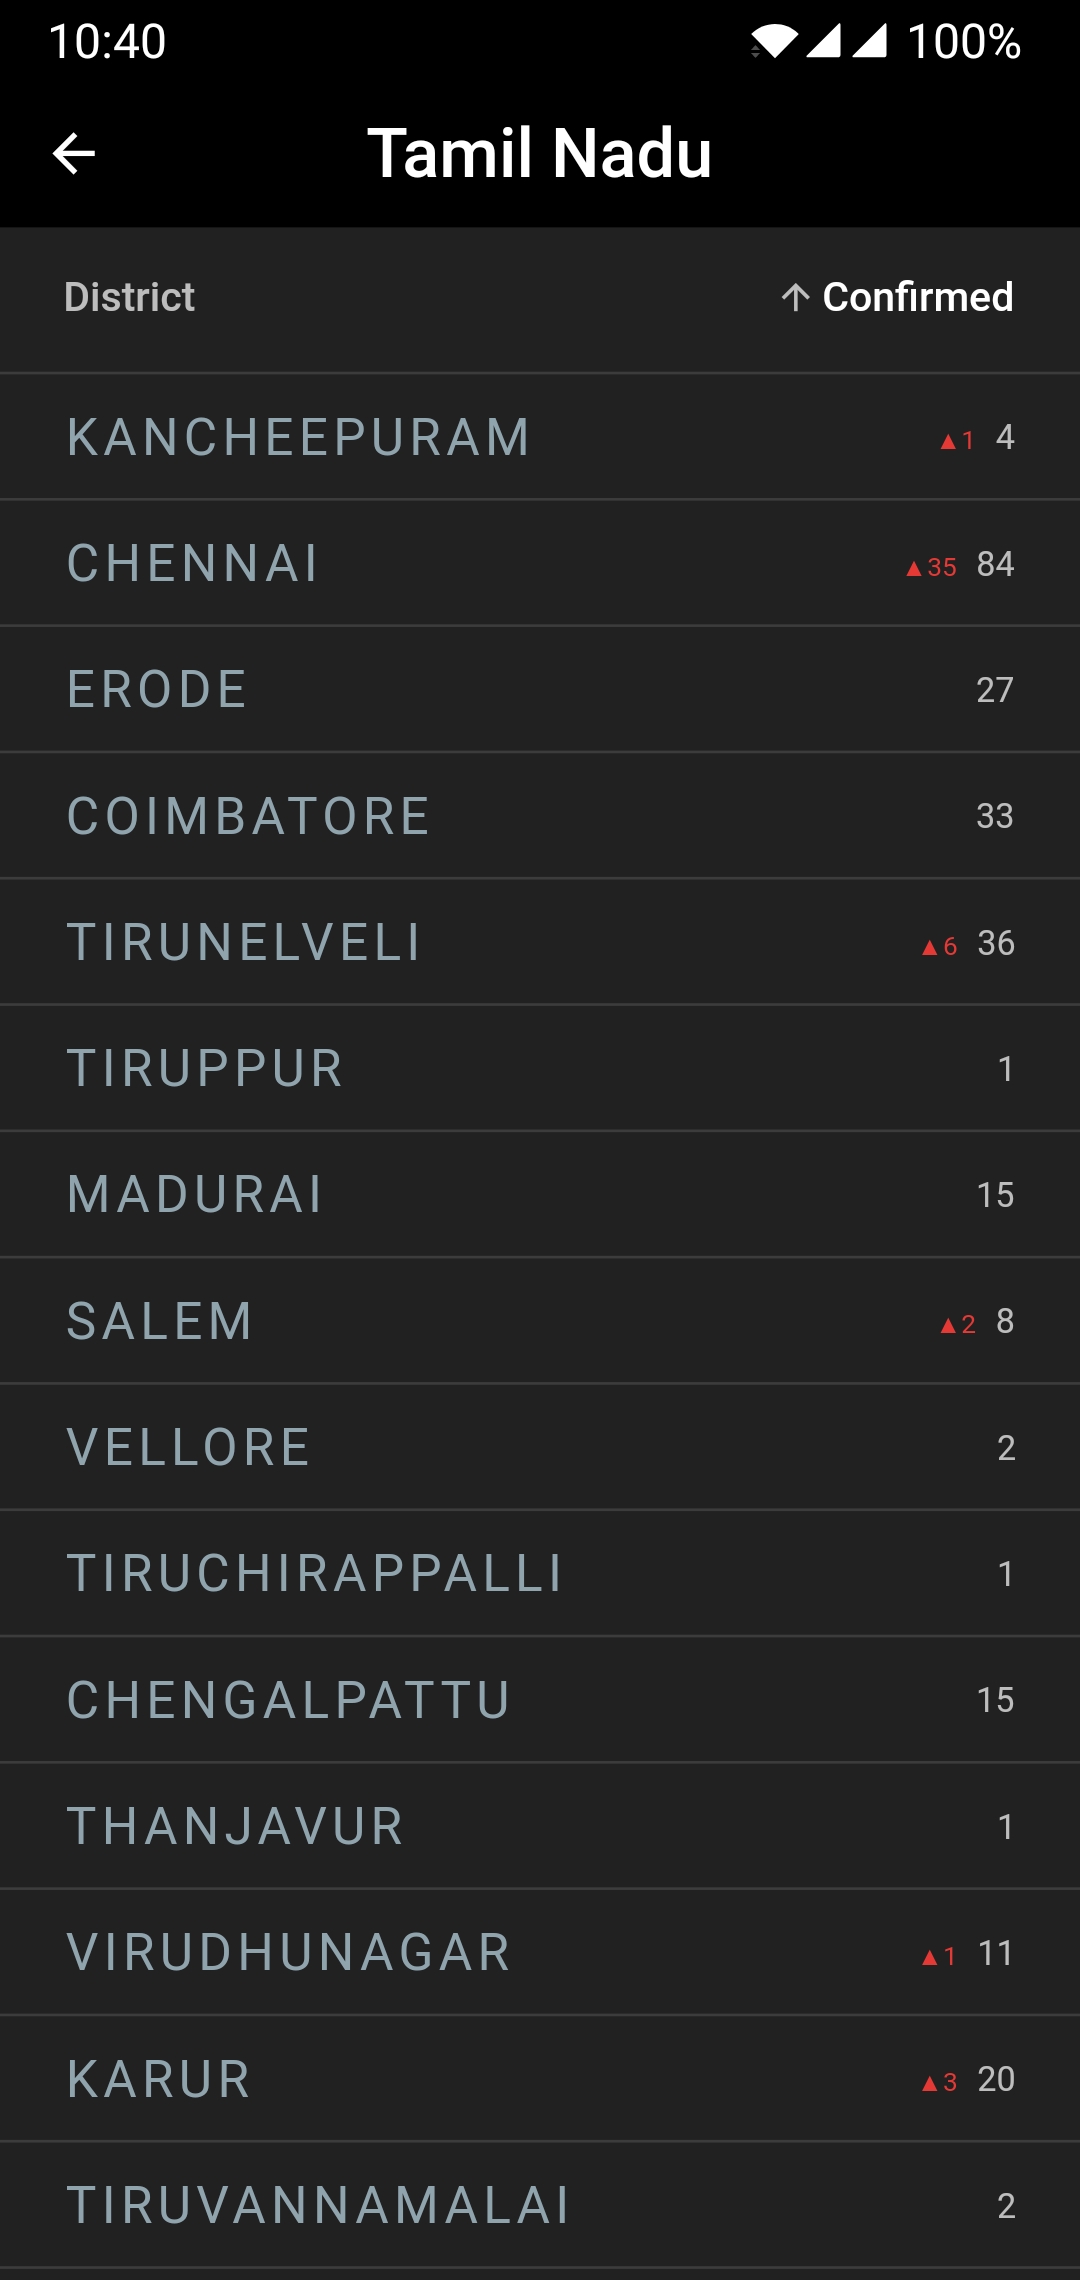 10:40 100%
Tamil Nadu
District ↑ Confirmed
KANCHEEPURAM ▲1 4
CHENNAI ▲35 84
ERODE 27
COIMBATORE 33
TIRUNELVELI ▲6 36
TIRUPPUR 1
MADURAI 15
SALEM ▲2 8
VELLORE 2
TIRUCHIRAPPALLI 1
CHENGALPATTU 15
THANJAVUR 1
VIRUDHUNAGAR ▲1 11
KARUR ▲3 20
TIRUVANNAMALAI 2